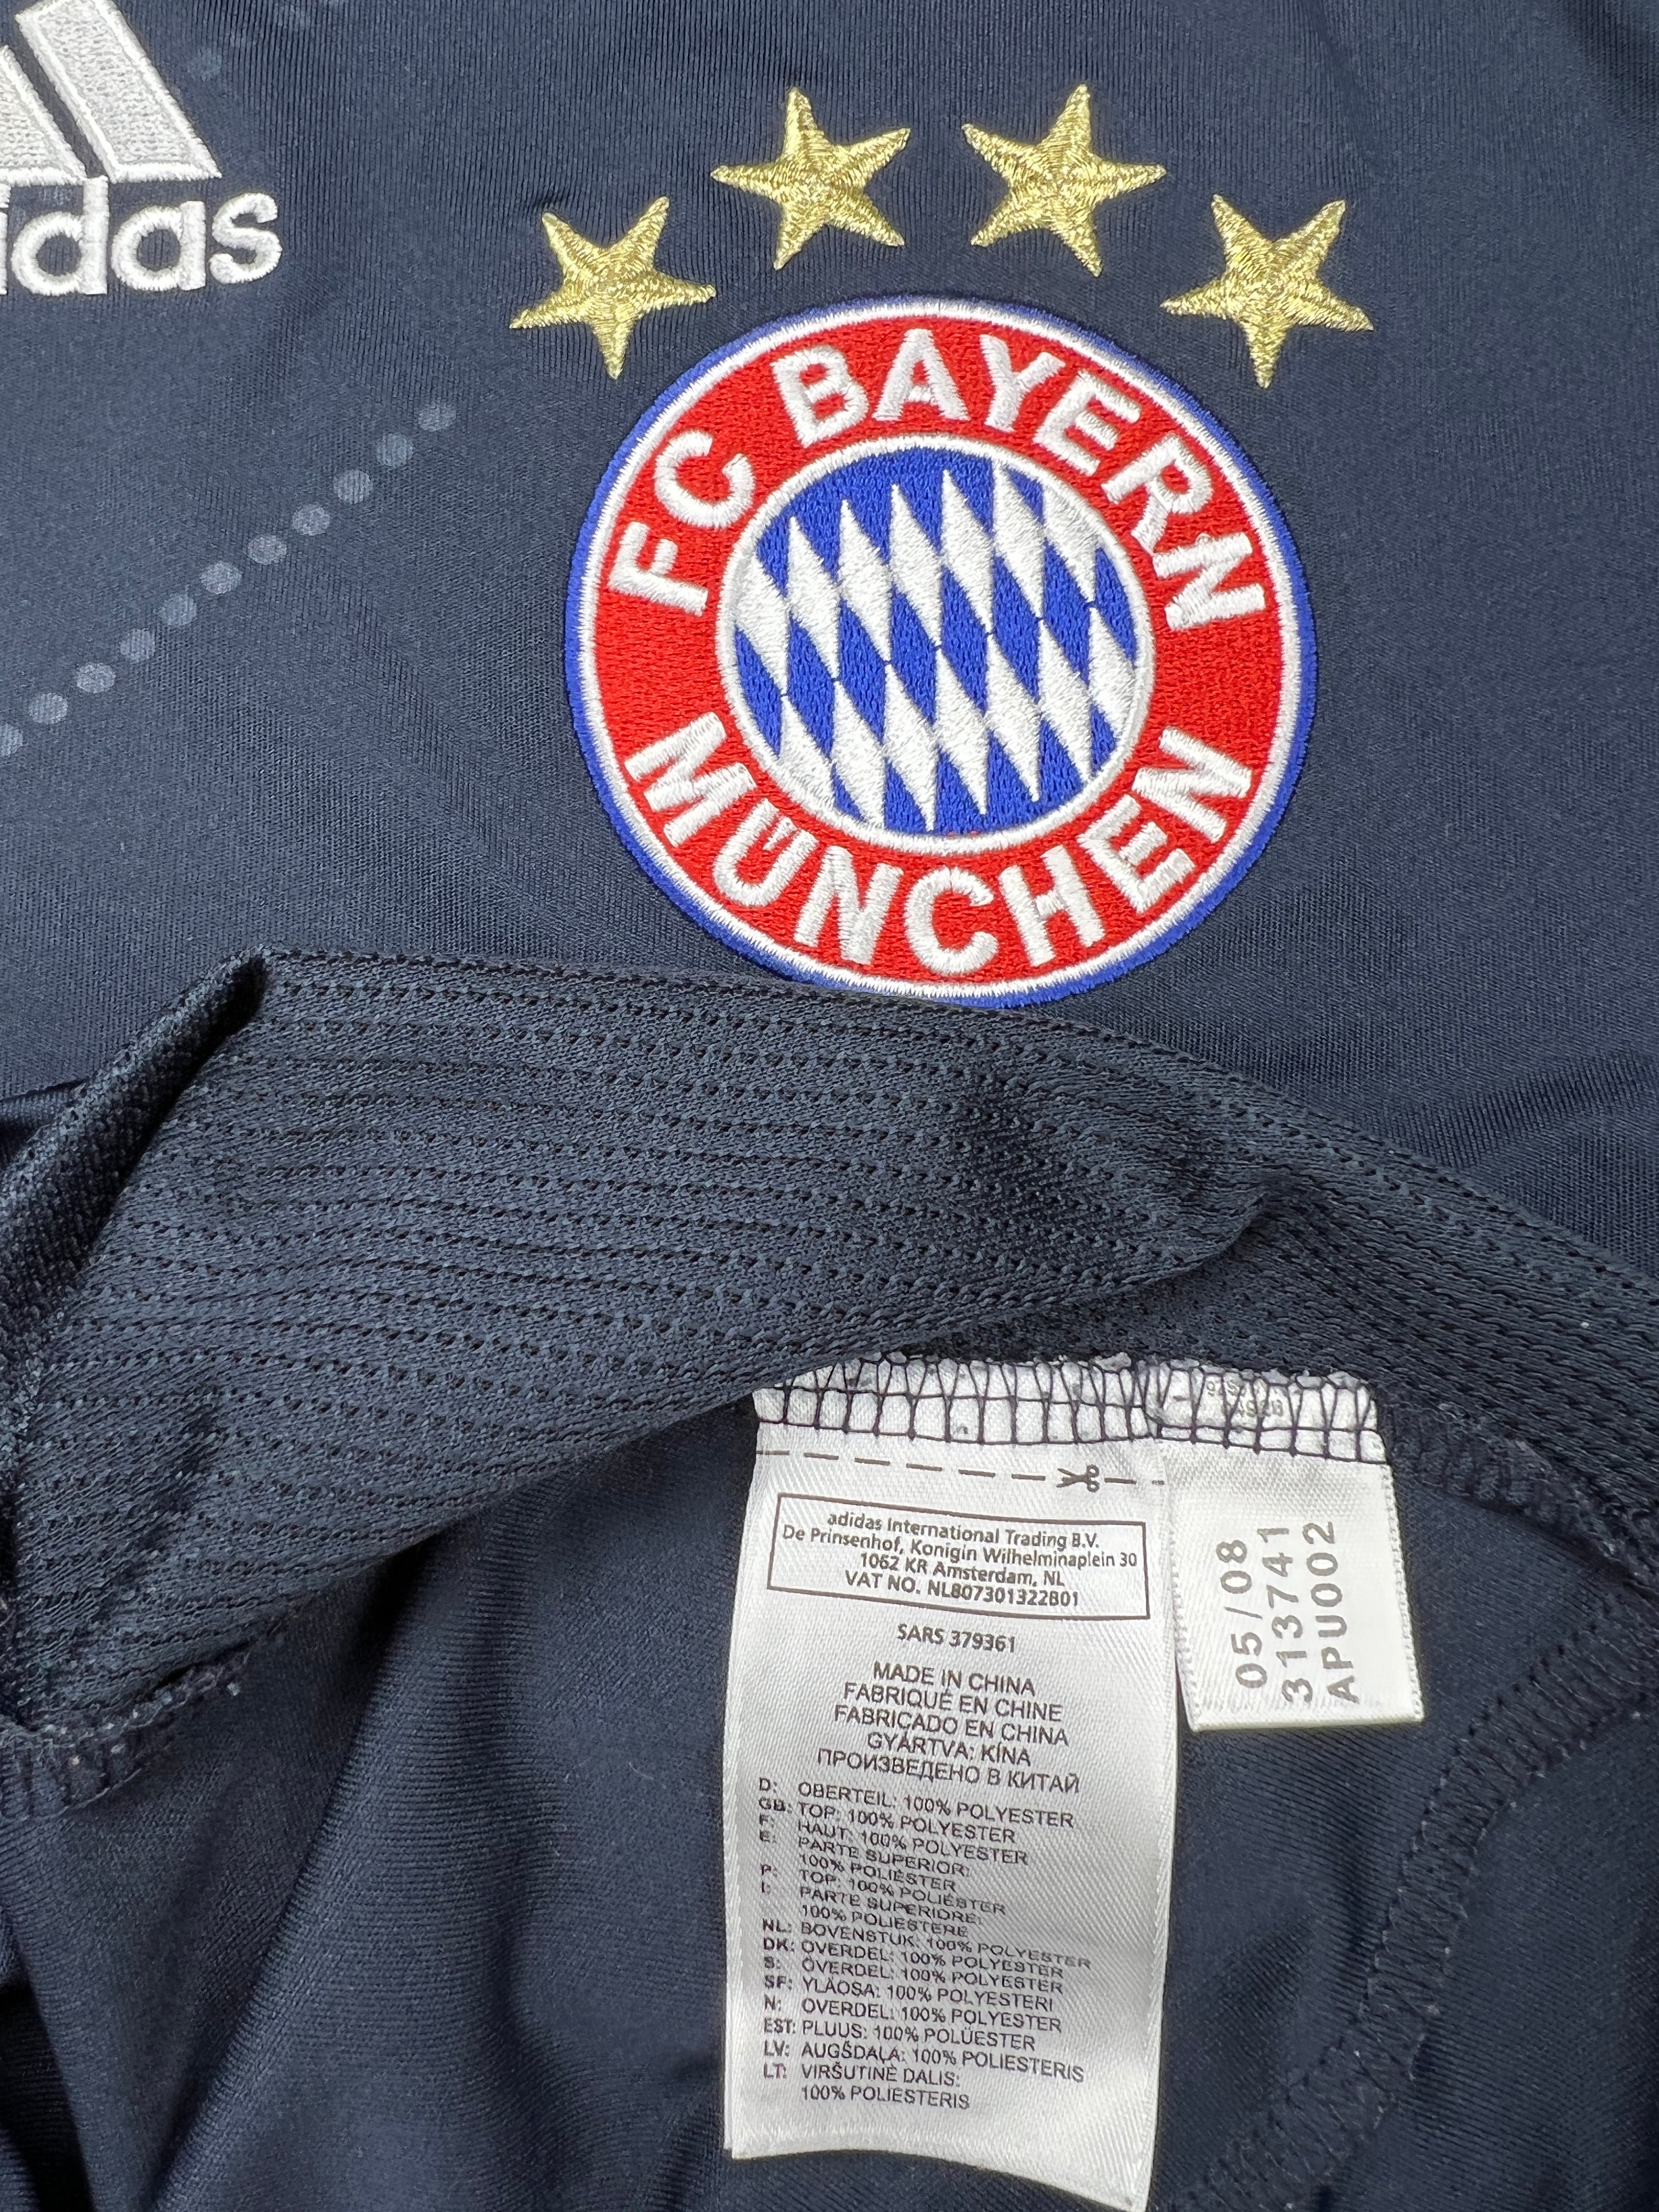 adidas
FC BAYERN
MÜNCHEN
adidas International Trading B.V.
De Prinsenhof, Konigin Wilhelminaplein 30
1062 KR Amsterdam, NL
VAT NO. NL807301322B01
SARS 379361
MADE IN CHINA
FABRIQUÉ EN CHINE
FABRICADO EN CHINA
GYÁRTVA: KÍNA
ПРОИЗВЕДЕНО В КИТАЙ
D: OBERTEIL: 100% POLYESTER
GB: TOP: 100% POLYESTER
F: HAUT: 100% POLYESTER
E: PARTE SUPERIOR:
100% POLIÉSTER
P: TOP: 100% POLIÉSTER
I: PARTE SUPERIORE:
100% POLIESTERE
NL: BOVENSTUK: 100% POLYESTER
DK: OVERDEL: 100% POLYESTER
S: ÖVERDEL: 100% POLYESTER
SF: YLÄOSA: 100% POLYESTERI
N: OVERDEL: 100% POLYESTER
EST: PLUUS: 100% POLÜESTER
LV: AUGŠDAĻA: 100% POLIESTERIS
LT: VIRŠUTINĖ DALIS:
100% POLIESTERIS
05/08
313741
APU002